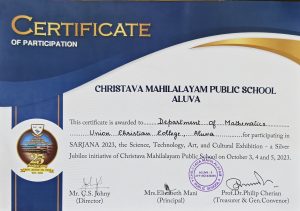 CERTIFICATE
OF PARTICIPATION
CHRISTAVA MAHILALAYAM PUBLIC SCHOOL
ALUVA
This certificate is awarded to Department Of Mathematics
Union Christian College, Aluva for participating in
SARJANA 2023, the Science, Technology, Art, and Cultural Exhibition - a Silver
Jubilee initiative of Christava Mahilalayam Public School on October 3, 4 and 5, 2023.
25
Mr. C.S. Johny
(Director)
Mrs. Elizabeth Mani
(Principal)
Prof.Dr. Philip Cherian
(Treasurer & Gen.Convenor)